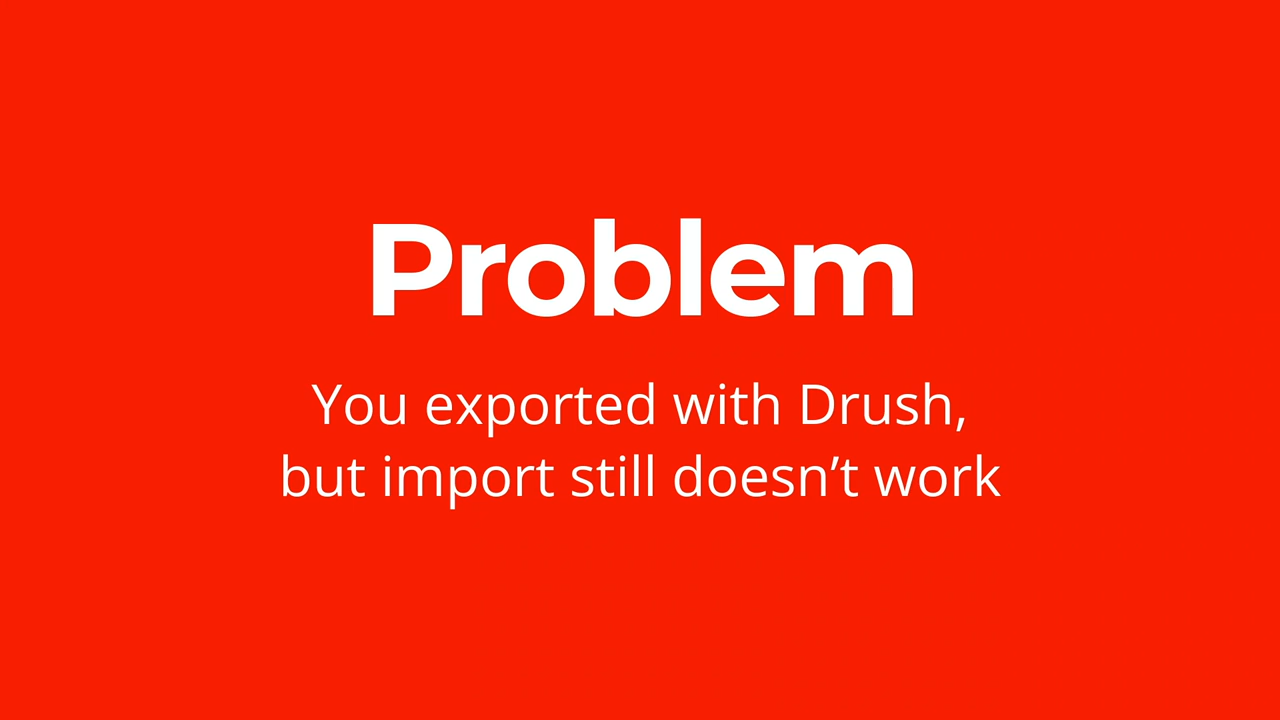 Problem
You exported with Drush,
but import still doesn’t work